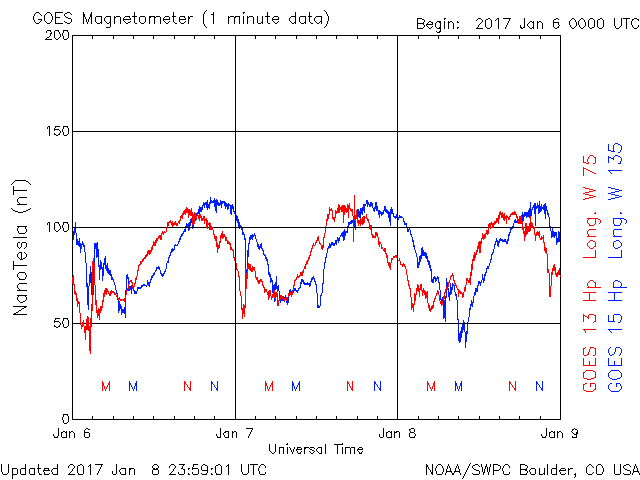 GOES Magnetometer (1 minute data)
Begin: 2017 Jan 6 0000 UTC
200
150
100
50
0
NanoTesla (nT)
M M N N M M N N M M N N
Jan 6 Jan 7 Jan 8 Jan 9
Universal Time
GOES 13 Hp Long. W 75
GOES 15 Hp Long. W 135
Updated 2017 Jan 8 23:59:01 UTC
NOAA/SWPC Boulder, CO USA